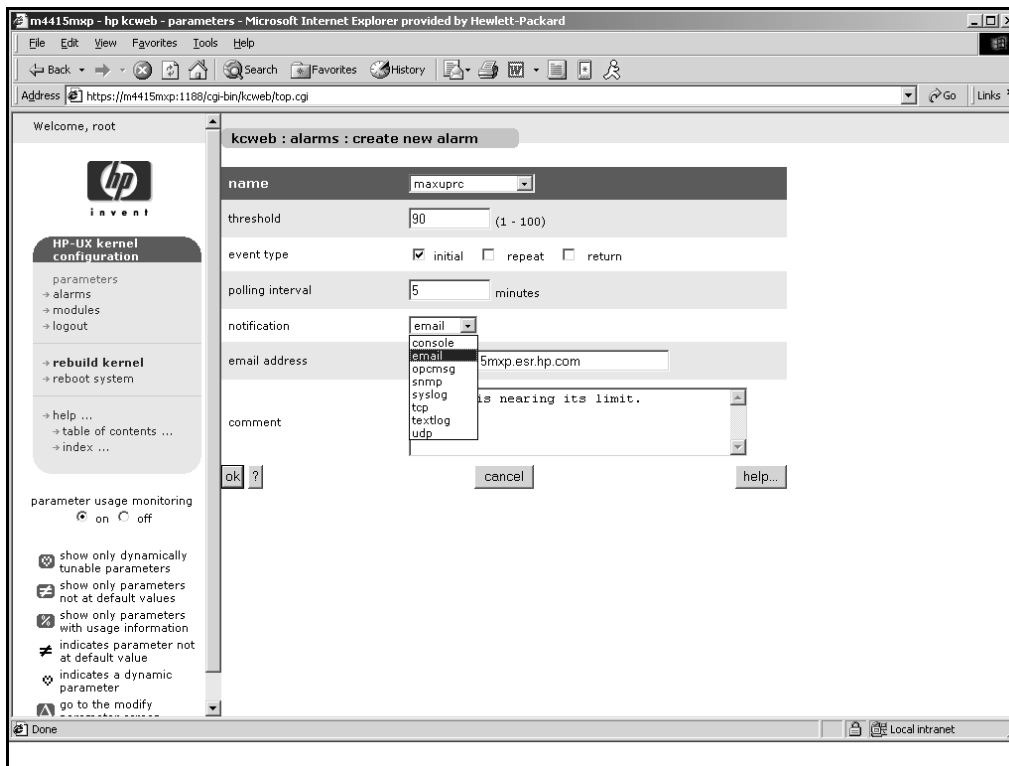 m4415mxp - hp kcweb - parameters - Microsoft Internet Explorer provided by Hewlett-Packard
File Edit View Favorites Tools Help
Back Search Favorites History
Address https://m4415mxp:1188/cgi-bin/kcweb/top.cgi Go Links
Welcome, root
hp
invent
HP-UX kernel
configuration
parameters
alarms
modules
logout
rebuild kernel
reboot system
help ...
table of contents ...
index ...
parameter usage monitoring
on off
show only dynamically
tunable parameters
show only parameters
not at default values
show only parameters
with usage information
indicates parameter not
at default value
indicates a dynamic
parameter
go to the modify
kcweb : alarms : create new alarm
name maxuprc
threshold 90 (1 - 100)
event type initial repeat return
polling interval 5 minutes
notification email
console
email
opcmsg
snmp
syslog
tcp
textlog
udp
email address 5mxp.esr.hp.com
comment is nearing its limit.
ok ? cancel help...
Done Local intranet